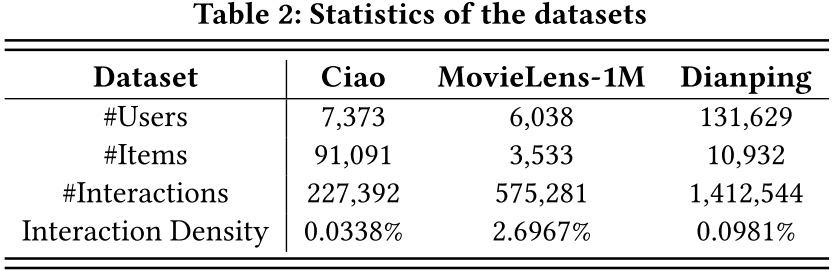 Table 2: Statistics of the datasets
Dataset Ciao MovieLens-1M Dianping
#Users 7,373 6,038 131,629
#Items 91,091 3,533 10,932
#Interactions 227,392 575,281 1,412,544
Interaction Density 0.0338% 2.6967% 0.0981%